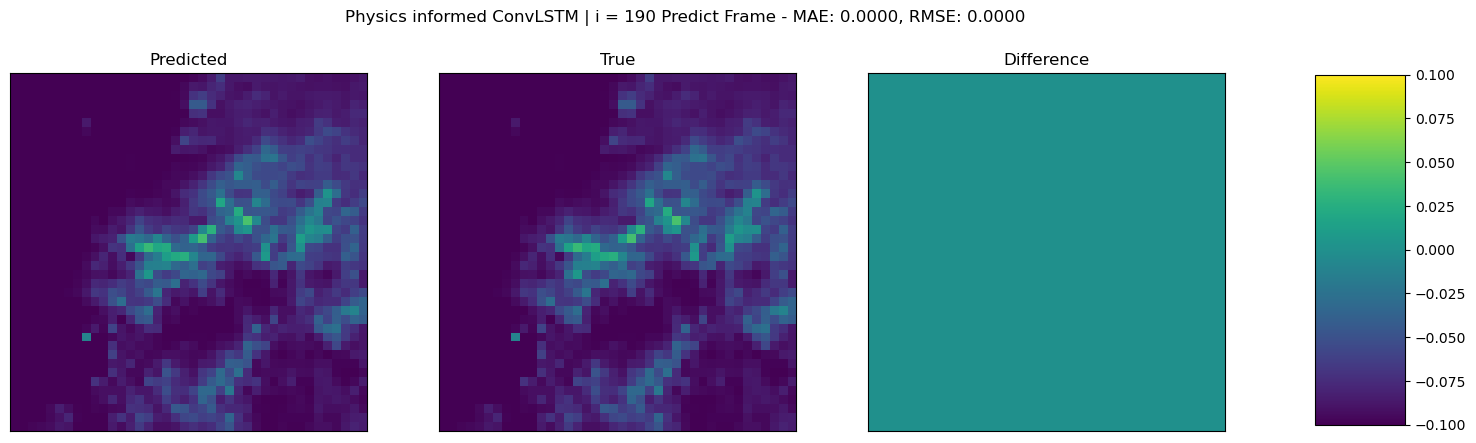 Physics informed ConvLSTM | i = 190 Predict Frame - MAE: 0.0000, RMSE: 0.0000
Predicted
True
Difference
0.100
0.075
0.050
0.025
0.000
−0.025
−0.050
−0.075
−0.100